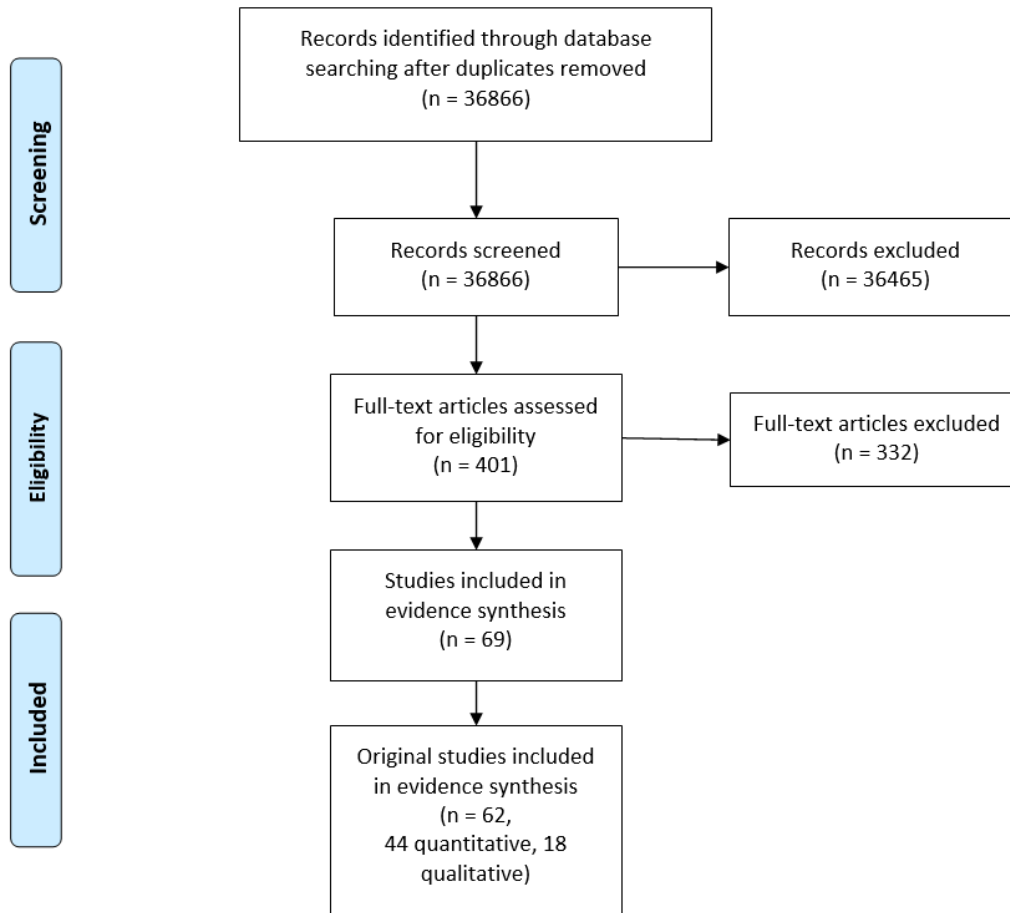 Screening
Records identified through database
searching after duplicates removed
(n = 36866)
Records screened
(n = 36866)
Records excluded
(n = 36465)
Eligibility
Full-text articles assessed
for eligibility
(n = 401)
Full-text articles excluded
(n = 332)
Studies included in
evidence synthesis
(n = 69)
Included
Original studies included
in evidence synthesis
(n = 62,
44 quantitative, 18
qualitative)